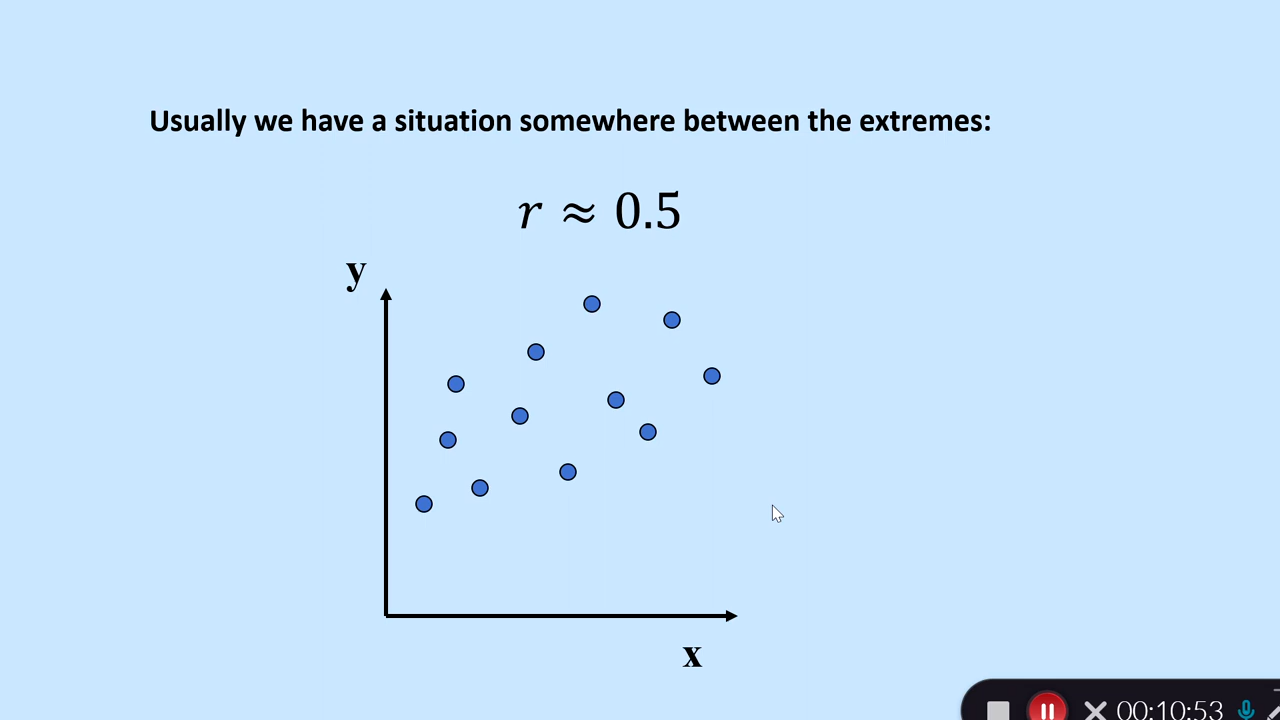 Usually we have a situation somewhere between the extremes:
r ≈ 0.5
y
x
00:10:53